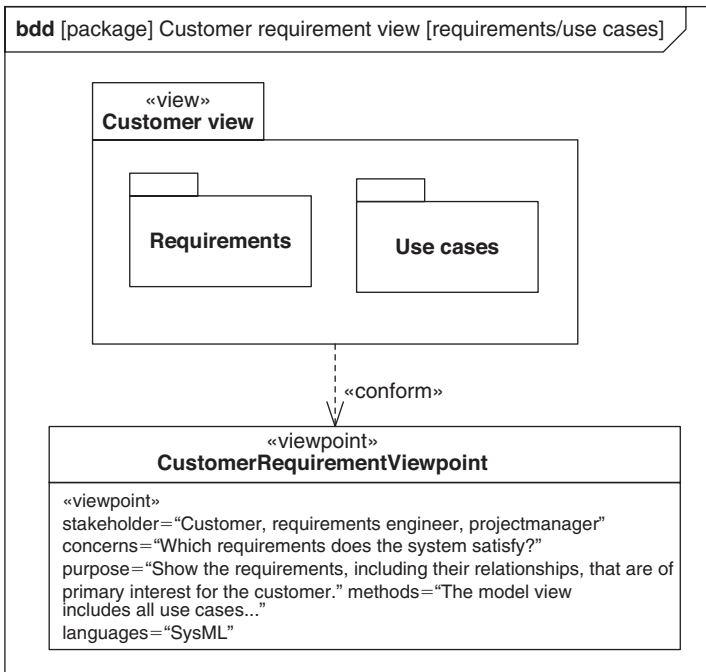 bdd [package] Customer requirement view [requirements/use cases]
«view»
Customer view
Requirements
Use cases
«conform»
«viewpoint»
CustomerRequirementViewpoint
«viewpoint»
stakeholder=“Customer, requirements engineer, projectmanager”
concerns=“Which requirements does the system satisfy?”
purpose=“Show the requirements, including their relationships, that are of
primary interest for the customer.” methods=“The model view
includes all use cases...”
languages=“SysML”